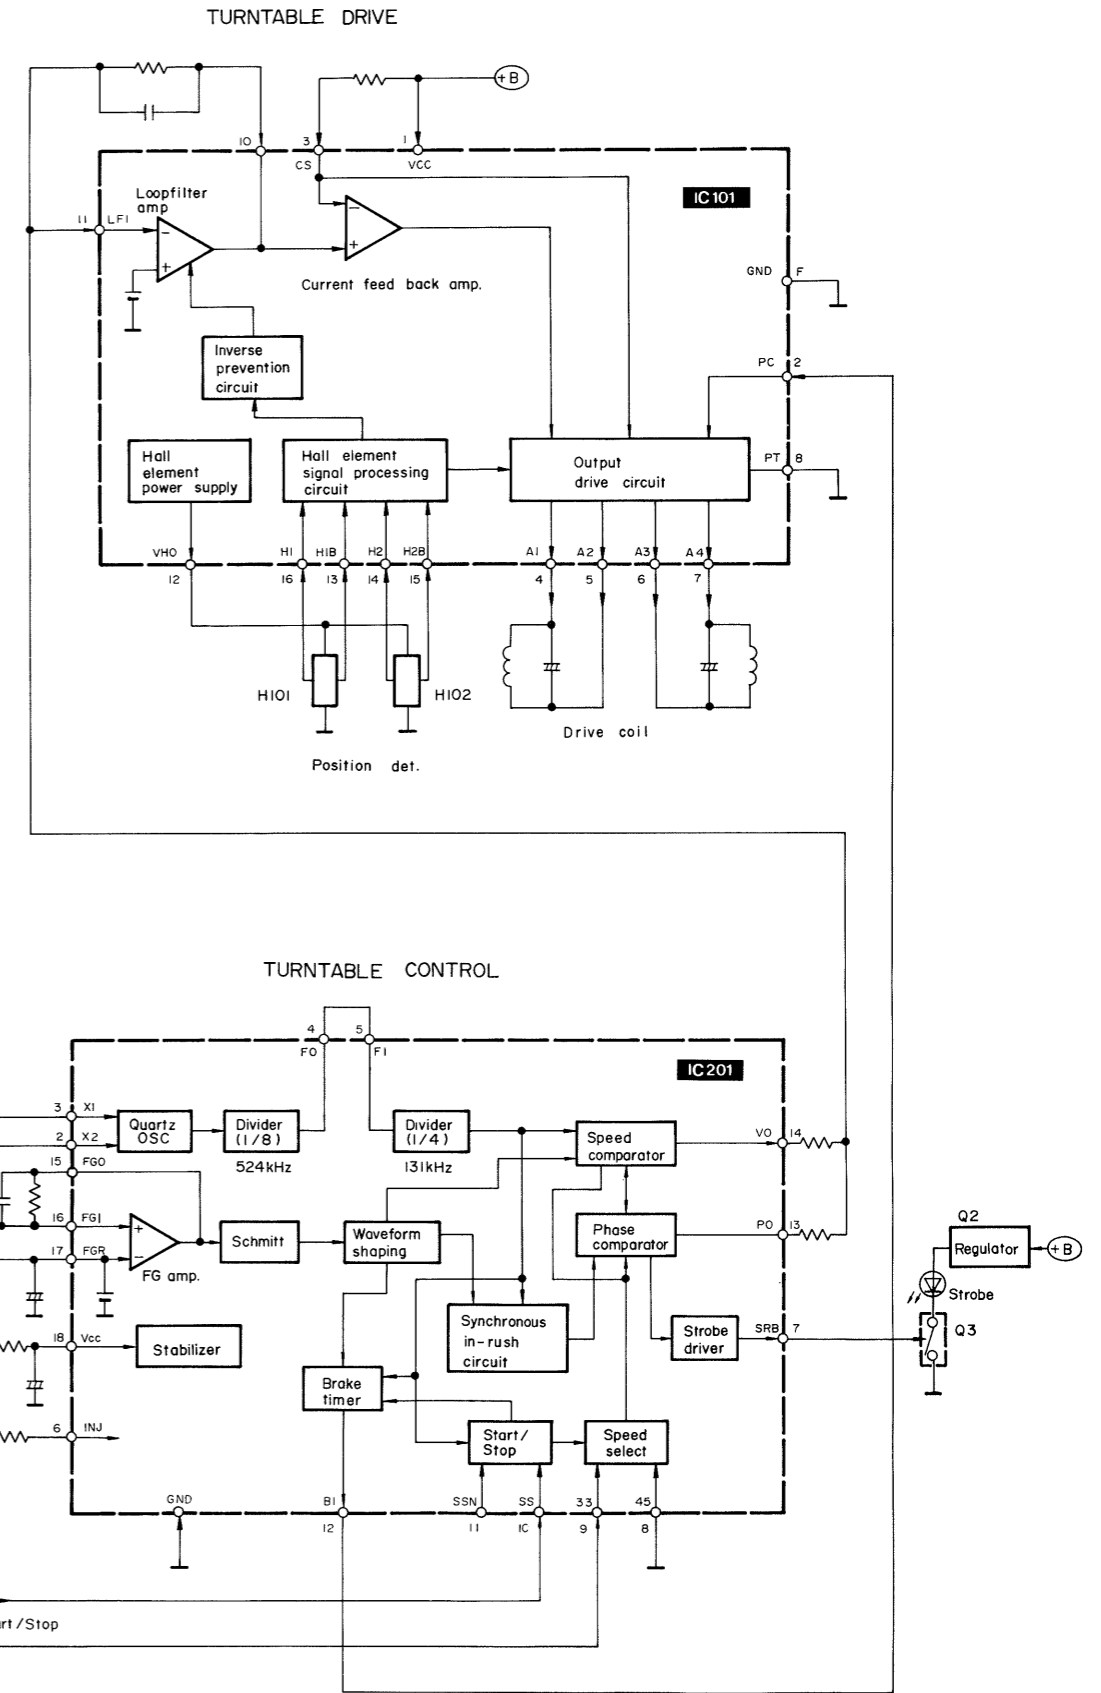 TURNTABLE DRIVE
+B
10
3
1
CS
VCC
IC101
Loopfilter
amp
11
LFI
−
+
−
+
GND
F
Current feed back amp.
Inverse
prevention
circuit
PC
2
Hall
element
power supply
Hall element
signal processing
circuit
Output
drive circuit
PT
8
VHO
H1
H1B
H2
H2B
A1
A2
A3
A4
12
16
13
14
15
4
5
6
7
H101
H102
Drive coil
Position det.
TURNTABLE CONTROL
4
5
FO
F1
IC201
3
X1
2
X2
Quartz
OSC
Divider
(1/8)
524kHz
Divider
(1/4)
131kHz
Speed
comparator
VO
14
15
FGO
16
FGI
17
FGR
+
−
FG amp.
Schmitt
Waveform
shaping
Phase
comparator
PO
13
Q2
Regulator
+B
Strobe
Synchronous
in-rush
circuit
Strobe
driver
SRB
7
Q3
18
Vcc
Stabilizer
Brake
timer
6
INJ
Start/
Stop
Speed
select
GND
B1
SSN
SS
33
45
12
11
1C
9
8
art/Stop